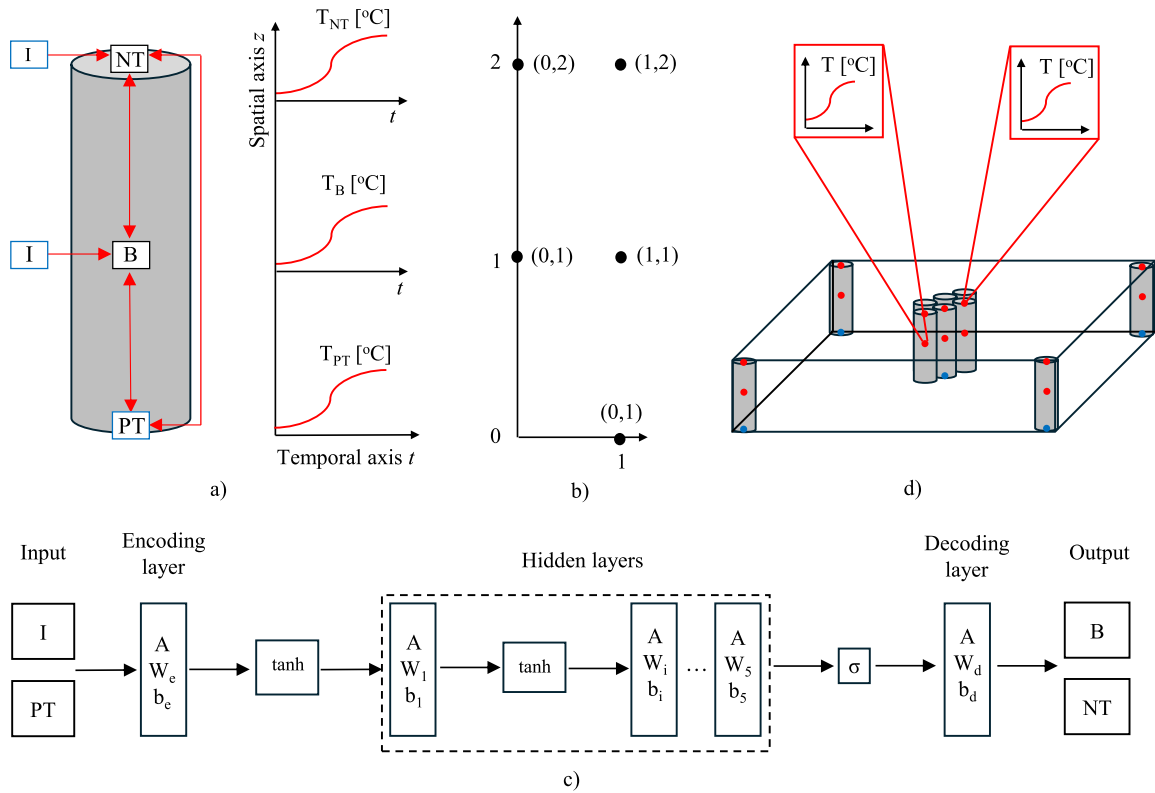 I
NT
I
B
PT
Spatial axis z
T_NT [°C]
t
T_B [°C]
t
T_PT [°C]
Temporal axis t
a)
2
(0,2)
(1,2)
1
(0,1)
(1,1)
0
(0,1)
1
b)
T [°C]
T [°C]
d)
Input
Encoding
layer
Hidden layers
Decoding
layer
Output
I
PT
A
W_e
b_e
tanh
A
W_1
b_1
tanh
A
W_i
b_i
...
A
W_5
b_5
σ
A
W_d
b_d
B
NT
c)